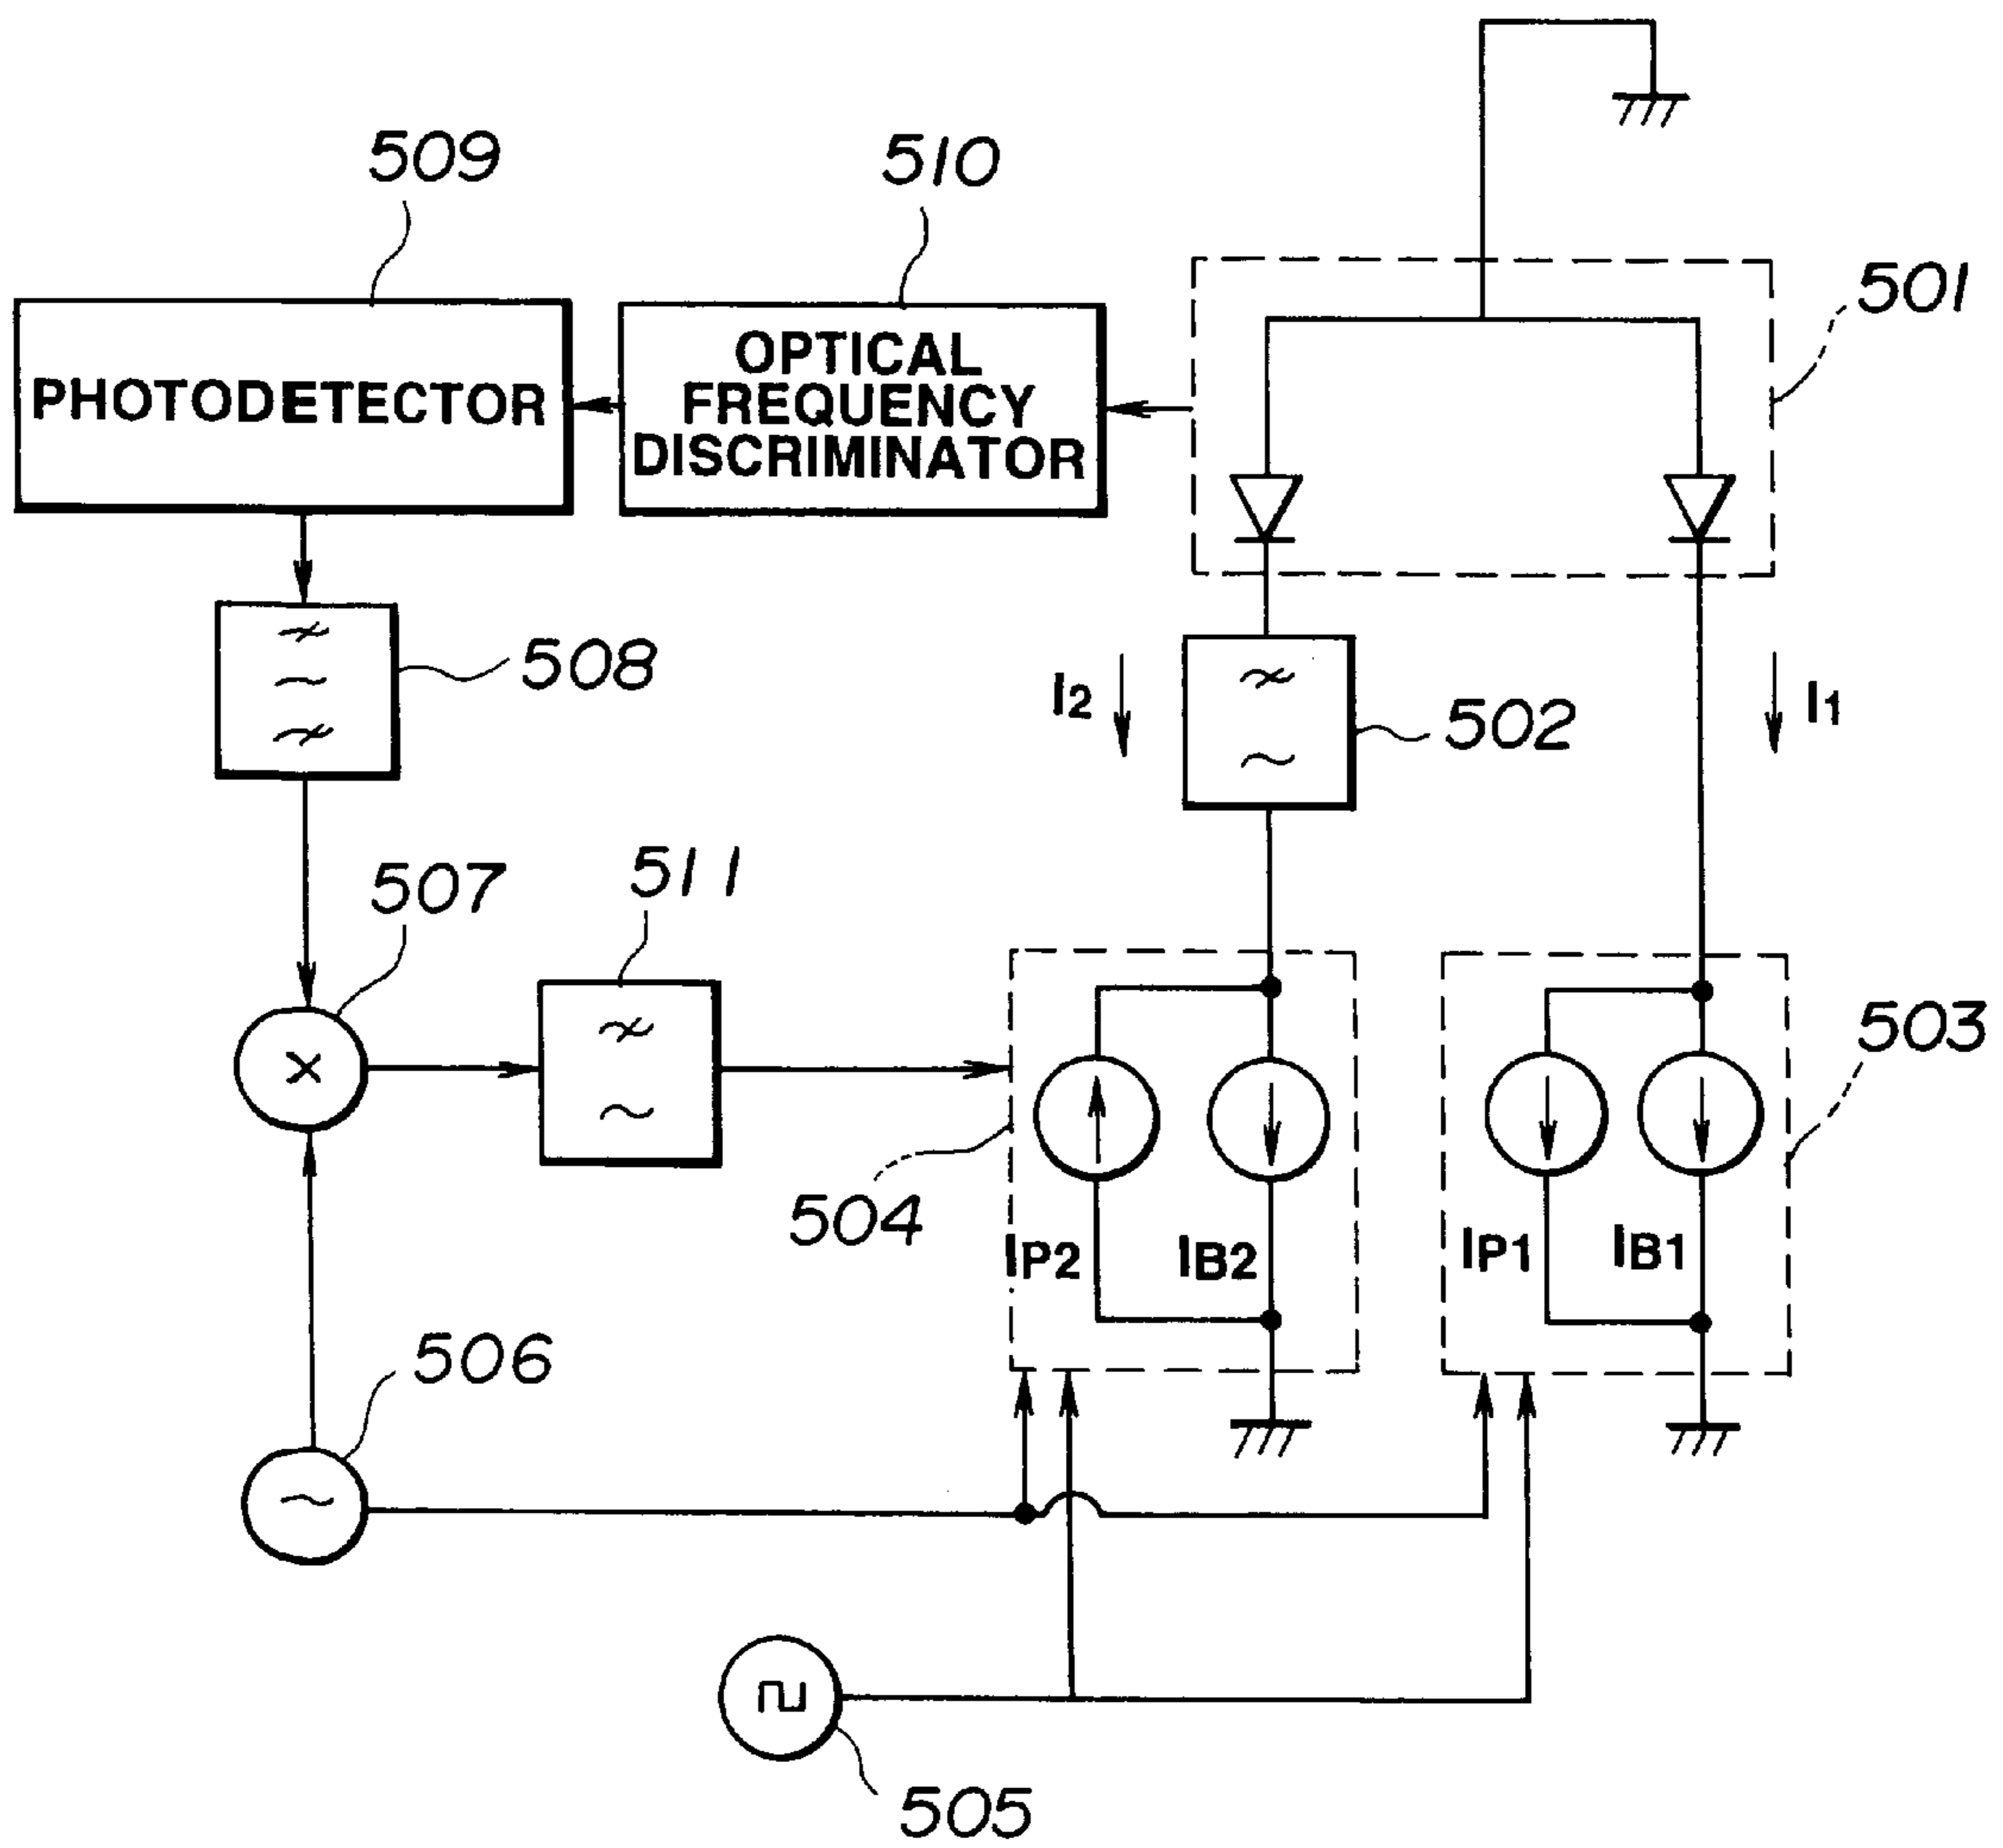 509
510
501
PHOTODETECTOR
OPTICAL
FREQUENCY
DISCRIMINATOR
508
I2
502
I1
507
511
503
504
IP2
IB2
IP1
IB1
506
505